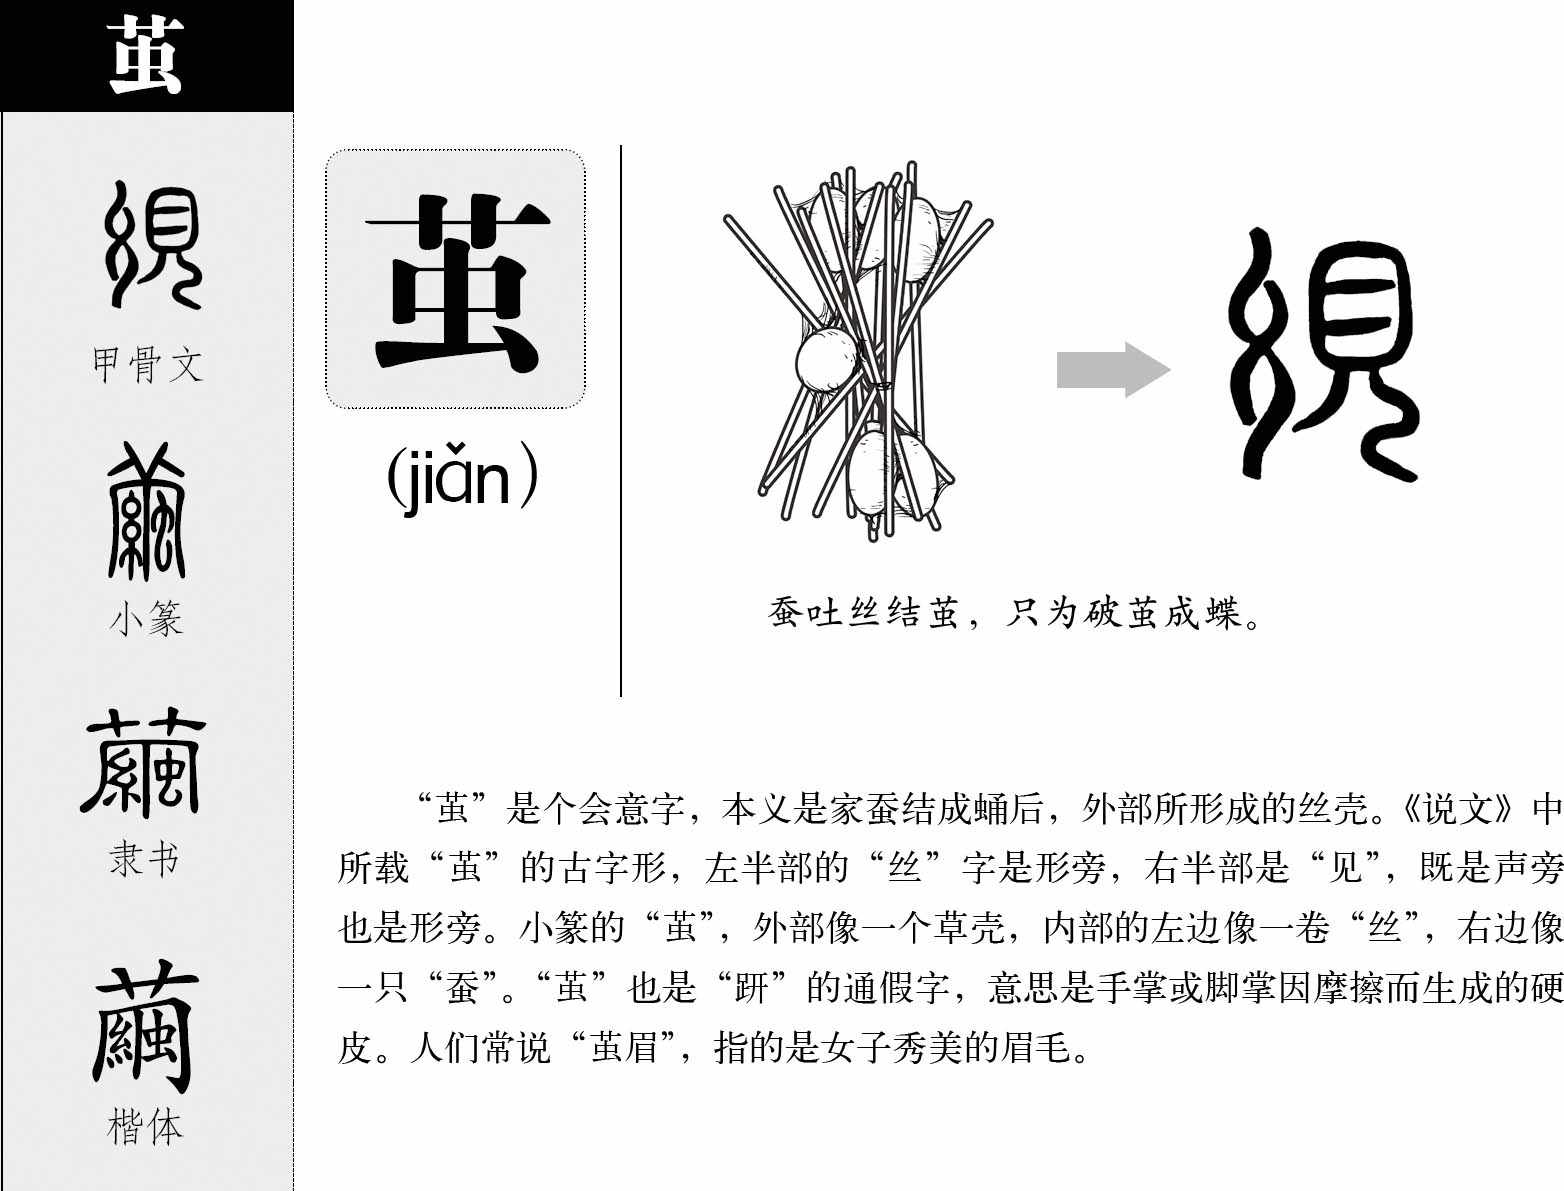 茧
甲骨文
小篆
隶书
楷体
茧
(jiǎn)
蚕吐丝结茧，只为破茧成蝶。
“茧”是个会意字，本义是家蚕结成蛹后，外部所形成的丝壳。《说文》中
所载“茧”的古字形，左半部的“丝”字是形旁，右半部是“见”，既是声旁
也是形旁。小篆的“茧”，外部像一个草壳，内部的左边像一卷“丝”，右边像
一只“蚕”。“茧”也是“趼”的通假字，意思是手掌或脚掌因摩擦而生成的硬
皮。人们常说“茧眉”，指的是女子秀美的眉毛。